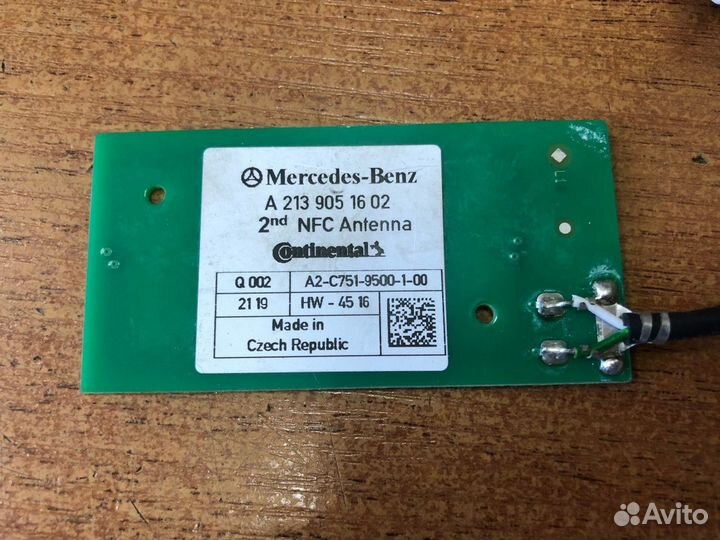 Mercedes-Benz
A 213 905 16 02
2nd NFC Antenna
Continental
Q 002 A2-C751-9500-1-00
21 19 HW - 45 16
Made in
Czech Republic
Avito